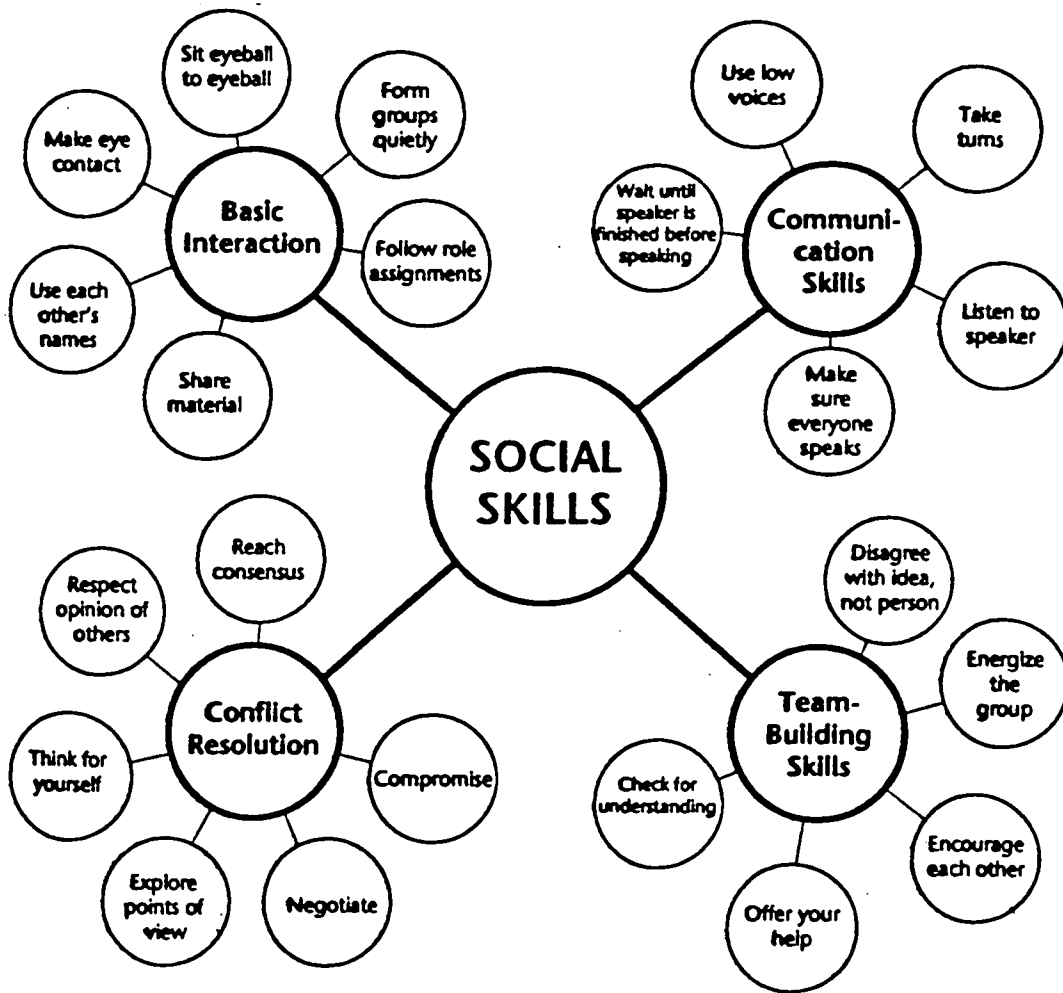 Sit eyeball
to eyeball
Form
groups
quietly
Make eye
contact
Basic
Interaction
Follow role
assignments
Use each
other's
names
Share
material
Use low
voices
Take
turns
Wait until
speaker is
finished before
speaking
Communi-
cation
Skills
Listen to
speaker
Make
sure
everyone
speaks
SOCIAL
SKILLS
Reach
consensus
Respect
opinion of
others
Conflict
Resolution
Think for
yourself
Compromise
Explore
points of
view
Negotiate
Disagree
with idea,
not person
Energize
the
group
Team-
Building
Skills
Check for
understanding
Encourage
each other
Offer your
help